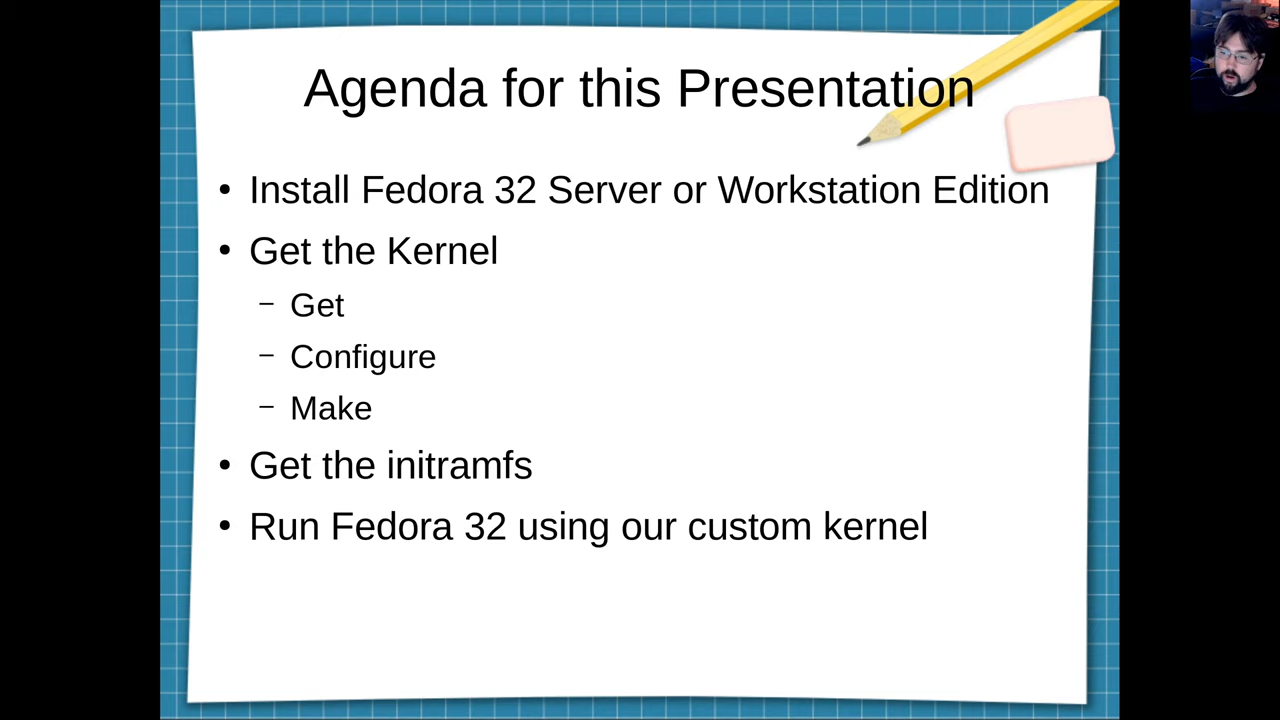 Agenda for this Presentation
• Install Fedora 32 Server or Workstation Edition
• Get the Kernel
– Get
– Configure
– Make
• Get the initramfs
• Run Fedora 32 using our custom kernel